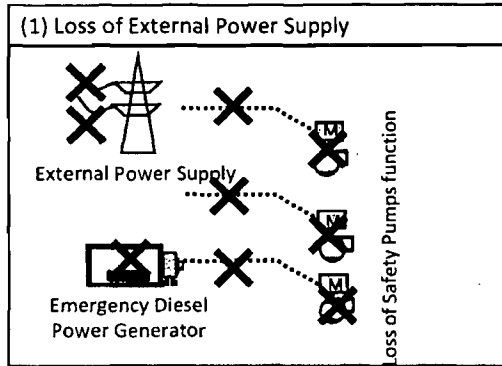 (1) Loss of External Power Supply
M
External Power Supply
M
M
Emergency Diesel
Power Generator
Loss of Safety Pumps function